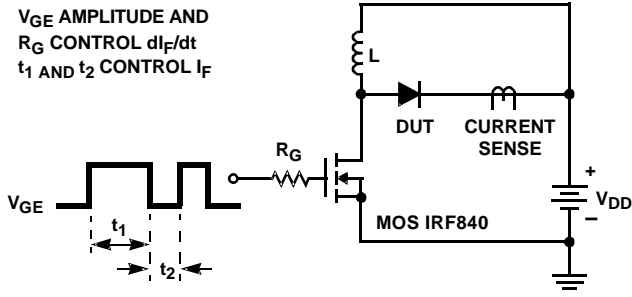 VGE AMPLITUDE AND
RG CONTROL dIF/dt
t1 AND t2 CONTROL IF
L
DUT
CURRENT
SENSE
RG
VGE
t1
t2
MOS IRF840
+
VDD
–